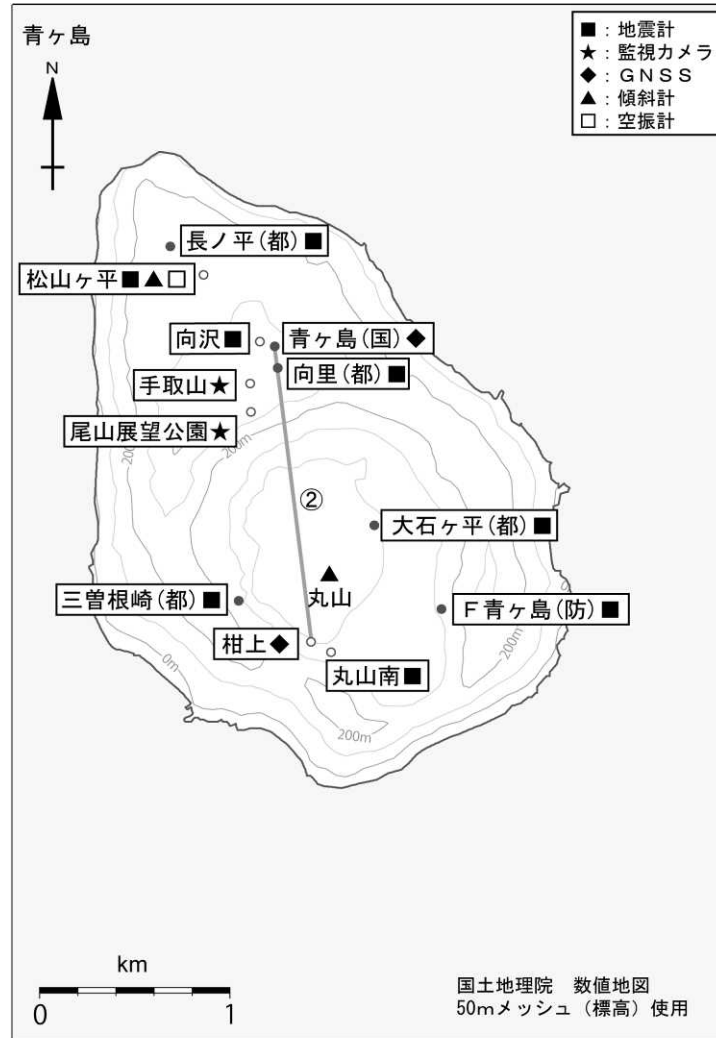 青ヶ島
N
■：地震計
★：監視カメラ
◆：ＧＮＳＳ
▲：傾斜計
□：空振計
長ノ平(都)■
松山ヶ平■▲□
向沢■
青ヶ島(国)◆
向里(都)■
手取山★
尾山展望公園★
200m
200m
②
大石ヶ平(都)■
丸山
三曽根崎(都)■
Ｆ青ヶ島(防)■
柑上◆
丸山南■
0m
0m
200m
200m
km
0 1
国土地理院　数値地図
50mメッシュ（標高）使用